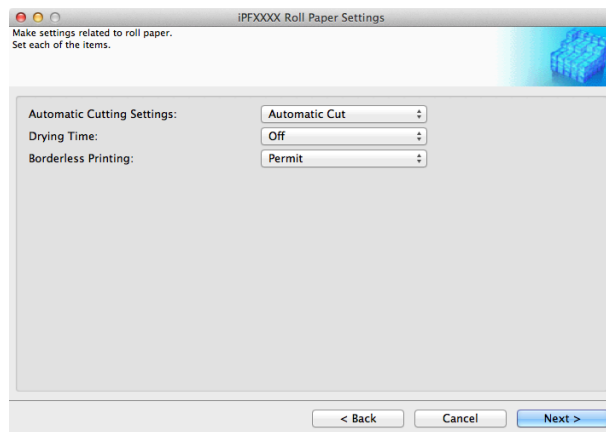 iPFXXXX Roll Paper Settings
Make settings related to roll paper.
Set each of the items.
Automatic Cutting Settings: Automatic Cut
Drying Time: Off
Borderless Printing: Permit
< Back Cancel Next >